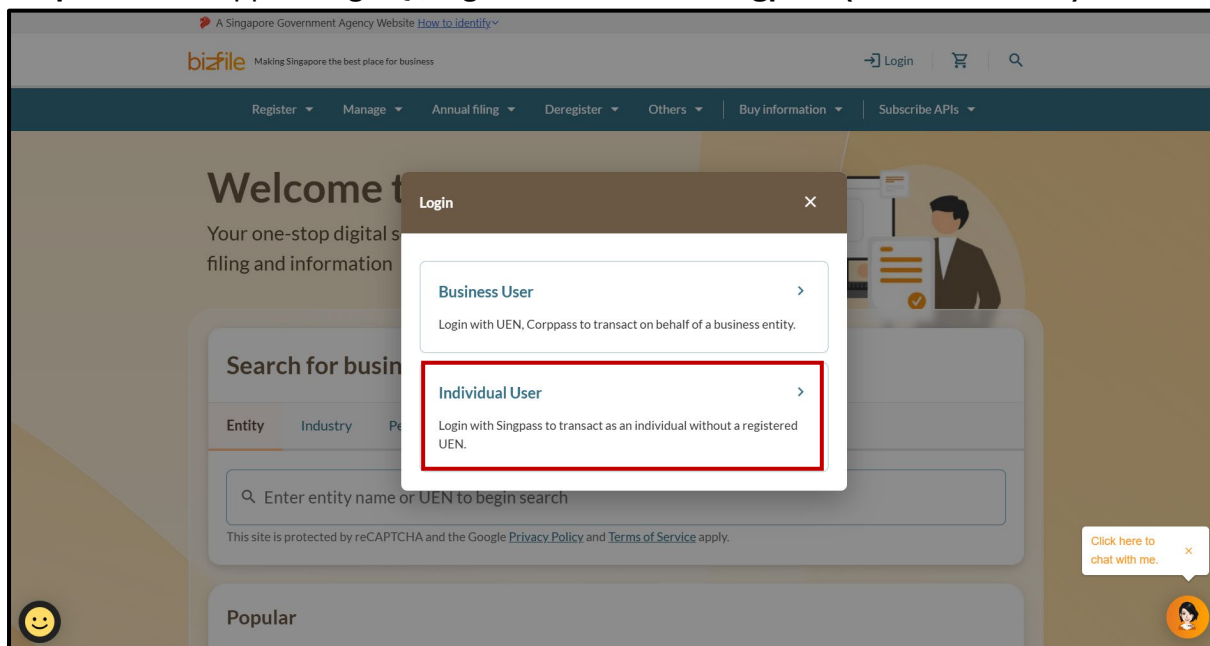 A Singapore Government Agency Website How to identify
bizfile Making Singapore the best place for business
Login
Register
Manage
Annual filing
Deregister
Others
Buy information
Subscribe APIs
Welcome t
Your one-stop digital s
filing and information
Login
Business User
Login with UEN, Corppass to transact on behalf of a business entity.
Individual User
Login with Singpass to transact as an individual without a registered
UEN.
Search for busin
Entity
Industry
Pe
Enter entity name or UEN to begin search
This site is protected by reCAPTCHA and the Google Privacy Policy and Terms of Service apply.
Click here to
chat with me.
Popular